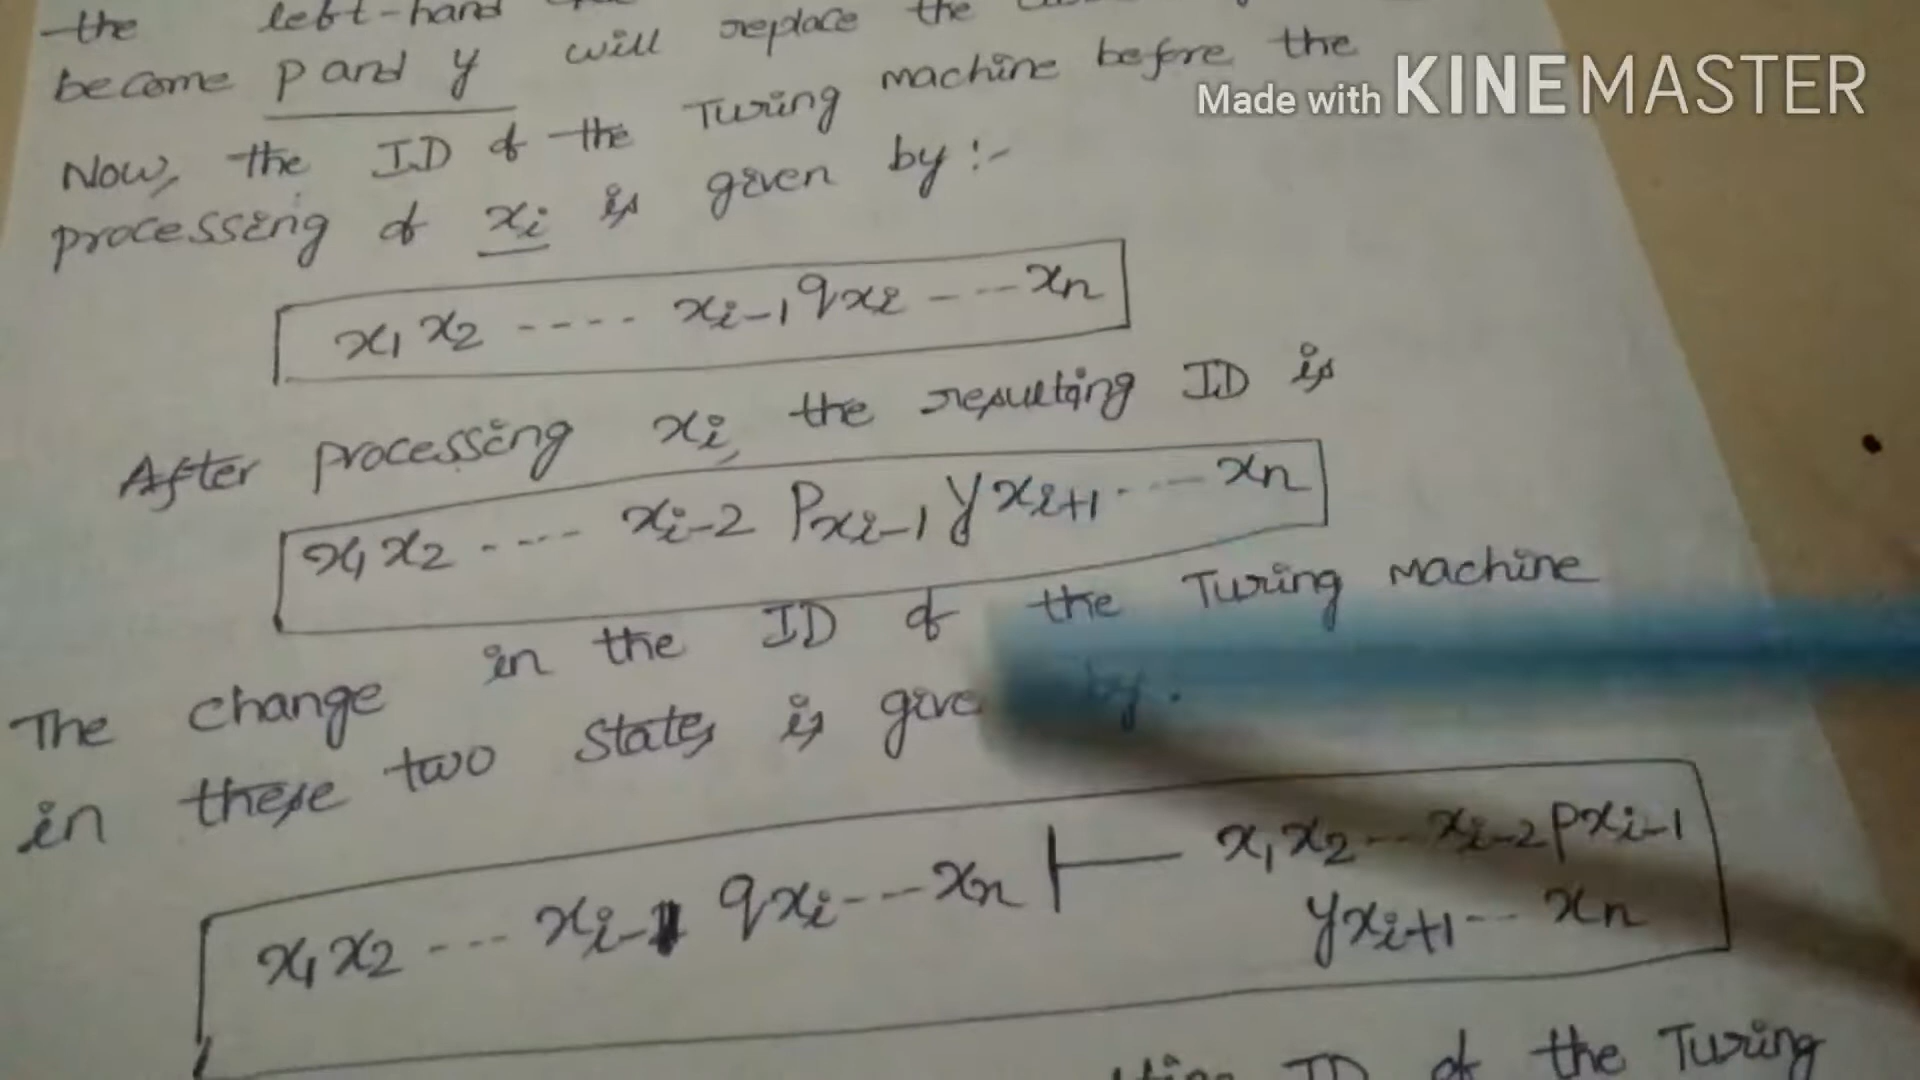 the left-hand
become p and y will replace the
Now, the ID of the Turing machine before the
processing of xi is given by :-
x1 x2 ---- xi-1 q xi ---- xn
After processing xi, the resulting ID is
x1 x2 ---- xi-2 P xi-1 y xi+1 ---- xn
The change in the ID of the Turing Machine
in these two states is given by.
x1 x2 --- xi-1 q xi --- xn |— x1 x2 --- xi-2 p xi-1
y xi+1 --- xn
ID of the Turing
Made with KINEMASTER